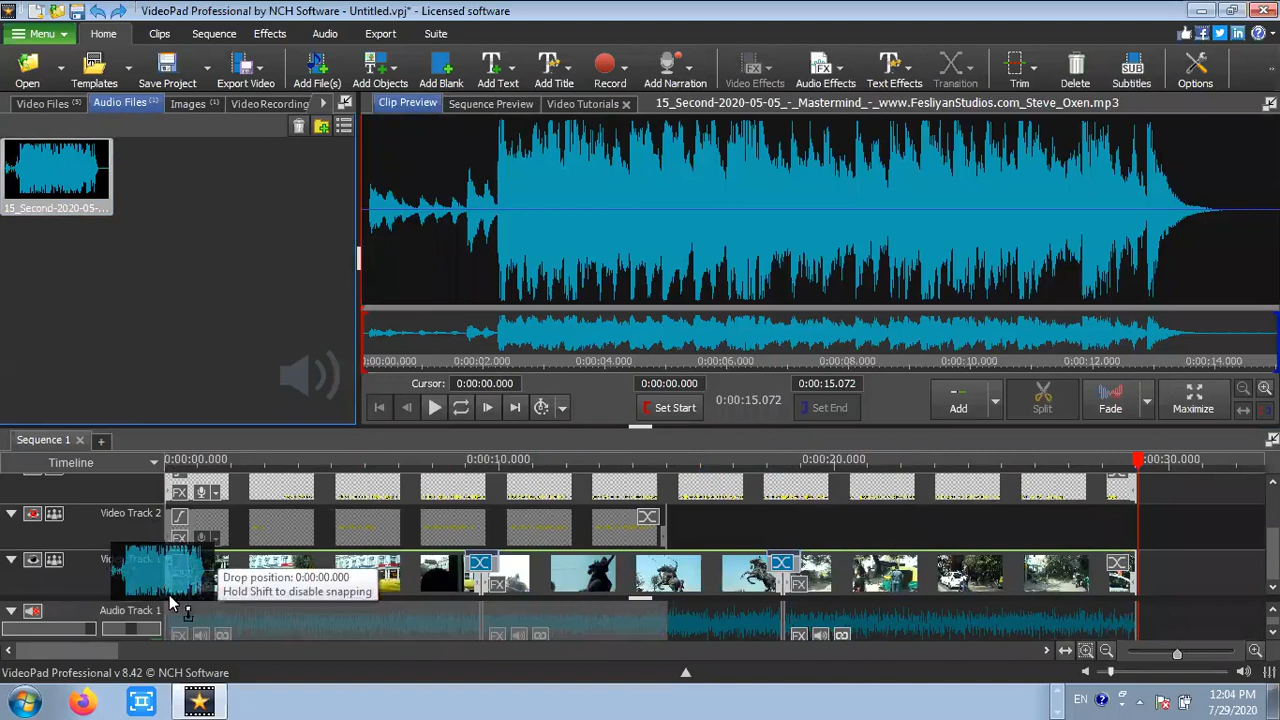 VideoPad Professional by NCH Software - Untitled.vpj* - Licensed software
Menu Home Clips Sequence Effects Audio Export Suite
Open Templates Save Project Export Video Add File(s) Add Objects Add Blank Add Text Add Title Record Add Narration Video Effects Audio Effects Text Effects Transition Trim Delete Subtitles Options
Video Files (3) Audio Files (1) Images (1) Video Recording
Clip Preview Sequence Preview Video Tutorials 15_Second-2020-05-05_-_Mastermind_-_www.FesliyanStudios.com_Steve_Oxen.mp3
15_Second-2020-05-...
0:00:00.000 0:00:02.000 0:00:04.000 0:00:06.000 0:00:08.000 0:00:10.000 0:00:12.000 0:00:14.000
Cursor: 0:00:00.000 0:00:00.000 0:00:15.072
Set Start 0:00:15.072 Set End Add Split Fade Maximize
Sequence 1
Timeline 0:00:00.000 0:00:10.000 0:00:20.000 0:00:30.000
FX
Video Track 2
FX
Drop position: 0:00:00.000
Hold Shift to disable snapping
FX FX
Audio Track 1
FX FX FX
VideoPad Professional v 8.42 © NCH Software
EN 12:04 PM
7/29/2020